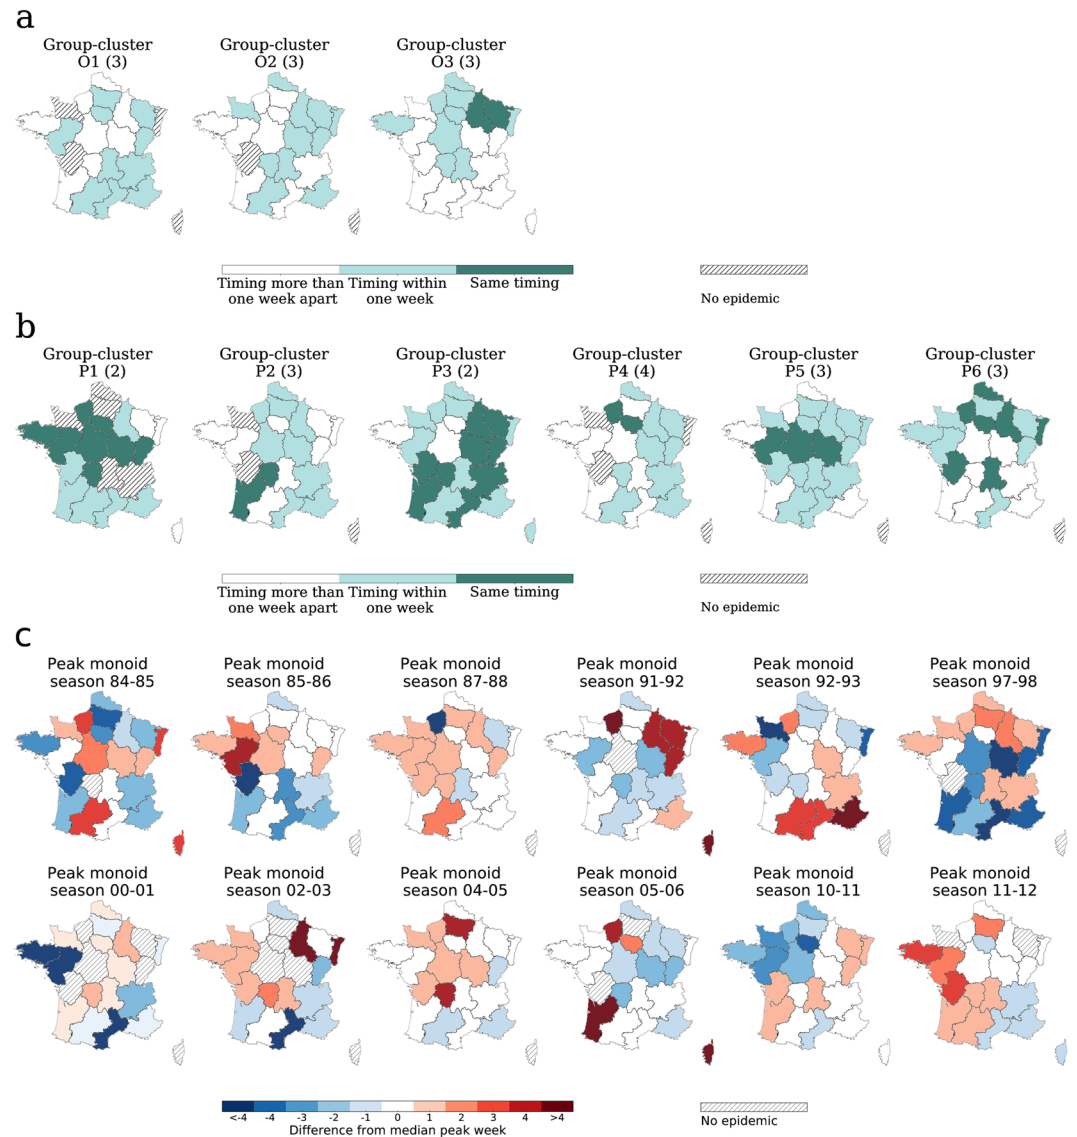 a
Group-cluster
O1 (3)
Group-cluster
O2 (3)
Group-cluster
O3 (3)
Timing more than
one week apart
Timing within
one week
Same timing
No epidemic
b
Group-cluster
P1 (2)
Group-cluster
P2 (3)
Group-cluster
P3 (2)
Group-cluster
P4 (4)
Group-cluster
P5 (3)
Group-cluster
P6 (3)
Timing more than
one week apart
Timing within
one week
Same timing
No epidemic
c
Peak monoid
season 84-85
Peak monoid
season 85-86
Peak monoid
season 87-88
Peak monoid
season 91-92
Peak monoid
season 92-93
Peak monoid
season 97-98
Peak monoid
season 00-01
Peak monoid
season 02-03
Peak monoid
season 04-05
Peak monoid
season 05-06
Peak monoid
season 10-11
Peak monoid
season 11-12
<-4 -4 -3 -2 -1 0 1 2 3 4 >4
Difference from median peak week
No epidemic